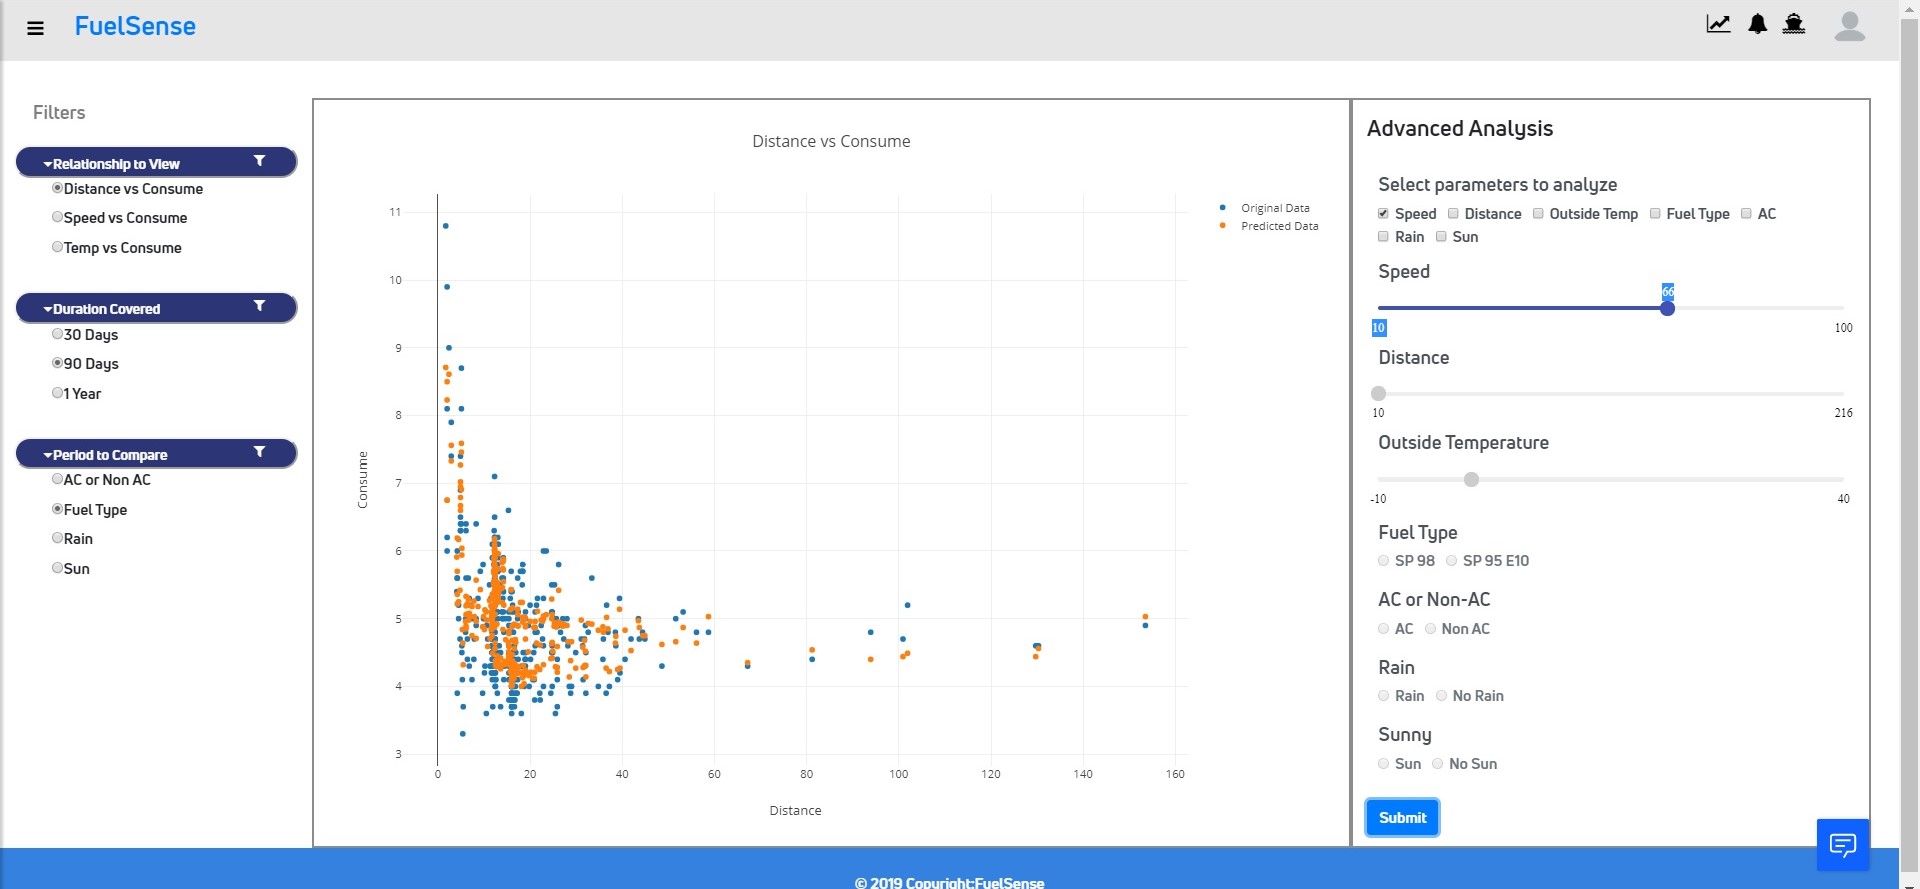 FuelSense
Filters
Relationship to View
Distance vs Consume
Speed vs Consume
Temp vs Consume
Duration Covered
30 Days
90 Days
1 Year
Period to Compare
AC or Non AC
Fuel Type
Rain
Sun
Distance vs Consume
11
10
9
8
7
6
5
4
3
Consume
0 20 40 60 80 100 120 140 160
Distance
Original Data
Predicted Data
Advanced Analysis
Select parameters to analyze
Speed Distance Outside Temp Fuel Type AC
Rain Sun
Speed
66
10 100
Distance
10 216
Outside Temperature
-10 40
Fuel Type
SP 98 SP 95 E10
AC or Non-AC
AC Non AC
Rain
Rain No Rain
Sunny
Sun No Sun
Submit
© 2019 Copyright:FuelSense